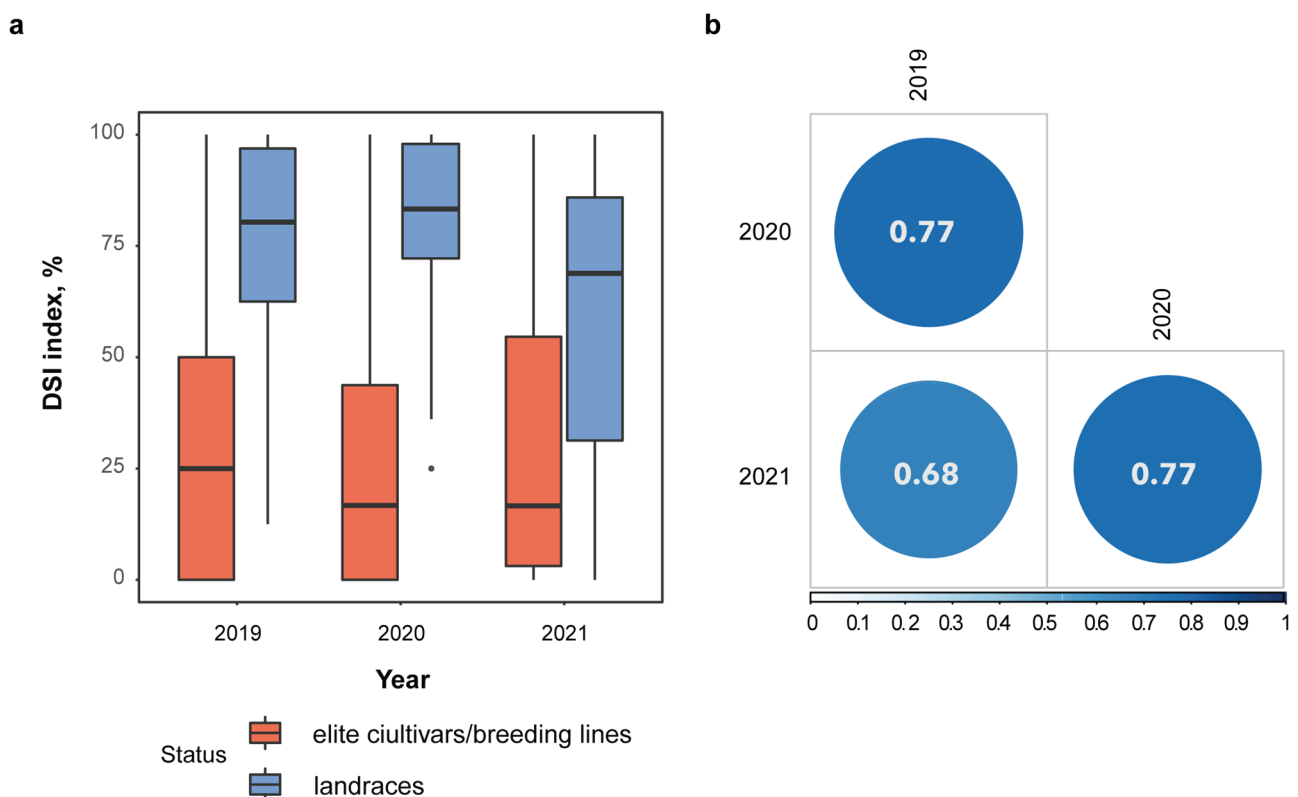 a
100
75
50
25
0
DSI index, %
2019 2020 2021
Year
Status
elite ciultivars/breeding lines
landraces
b
2019
2020
0.77
2020
2021
0.68
0.77
0 0.1 0.2 0.3 0.4 0.5 0.6 0.7 0.8 0.9 1